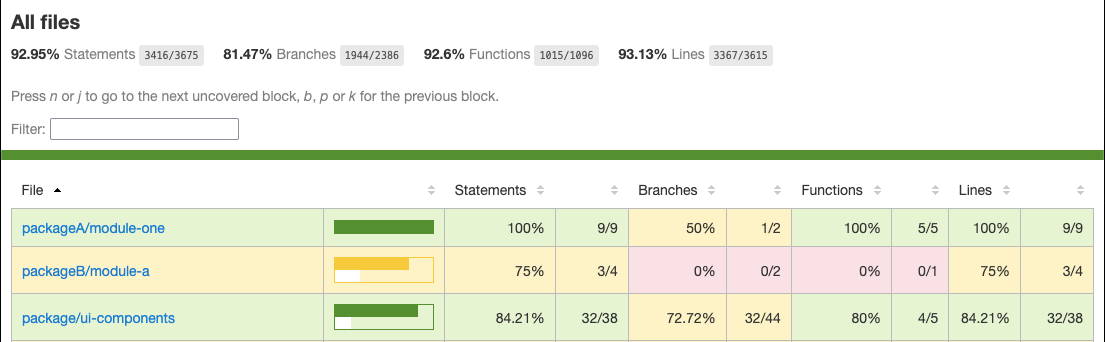 All files
92.95% Statements 3416/3675 81.47% Branches 1944/2386 92.6% Functions 1015/1096 93.13% Lines 3367/3615
Press n or j to go to the next uncovered block, b, p or k for the previous block.
Filter:
File Statements Branches Functions Lines
packageA/module-one 100% 9/9 50% 1/2 100% 5/5 100% 9/9
packageB/module-a 75% 3/4 0% 0/2 0% 0/1 75% 3/4
package/ui-components 84.21% 32/38 72.72% 32/44 80% 4/5 84.21% 32/38